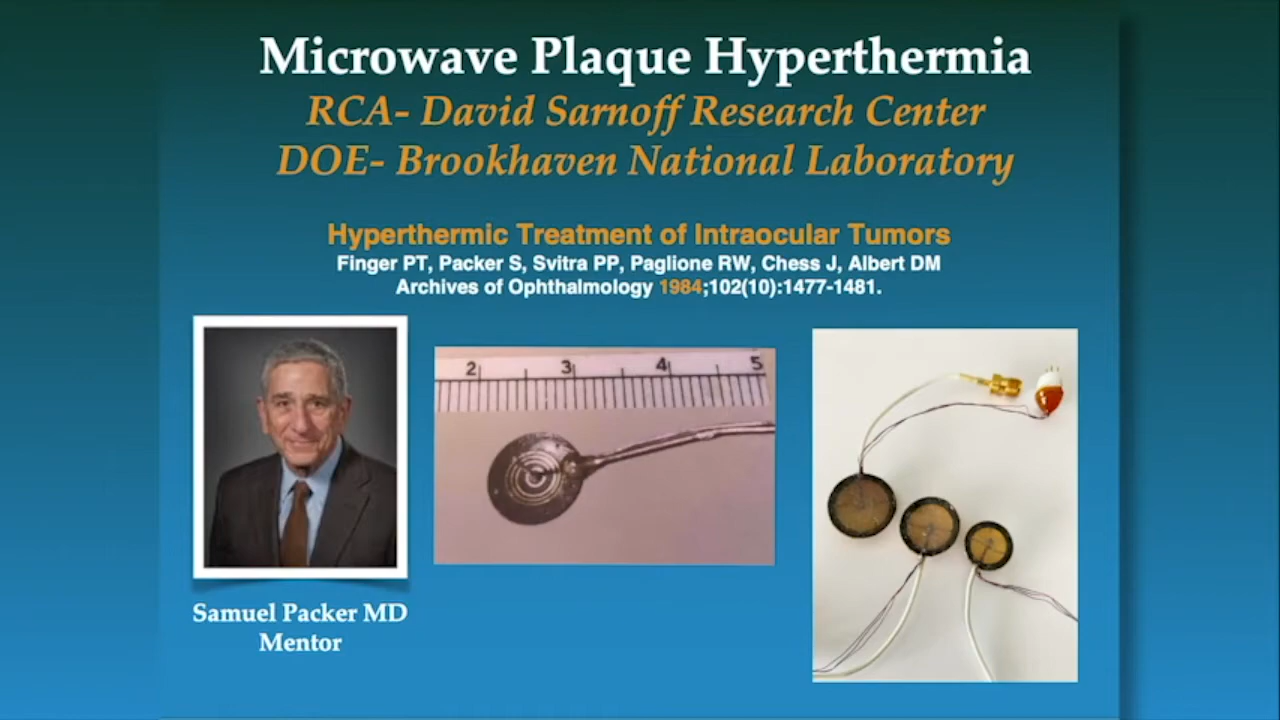 Microwave Plaque Hyperthermia
RCA- David Sarnoff Research Center
DOE- Brookhaven National Laboratory
Hyperthermic Treatment of Intraocular Tumors
Finger PT, Packer S, Svitra PP, Paglione RW, Chess J, Albert DM
Archives of Ophthalmology 1984;102(10):1477-1481.
2 3 4 5
Samuel Packer MD
Mentor